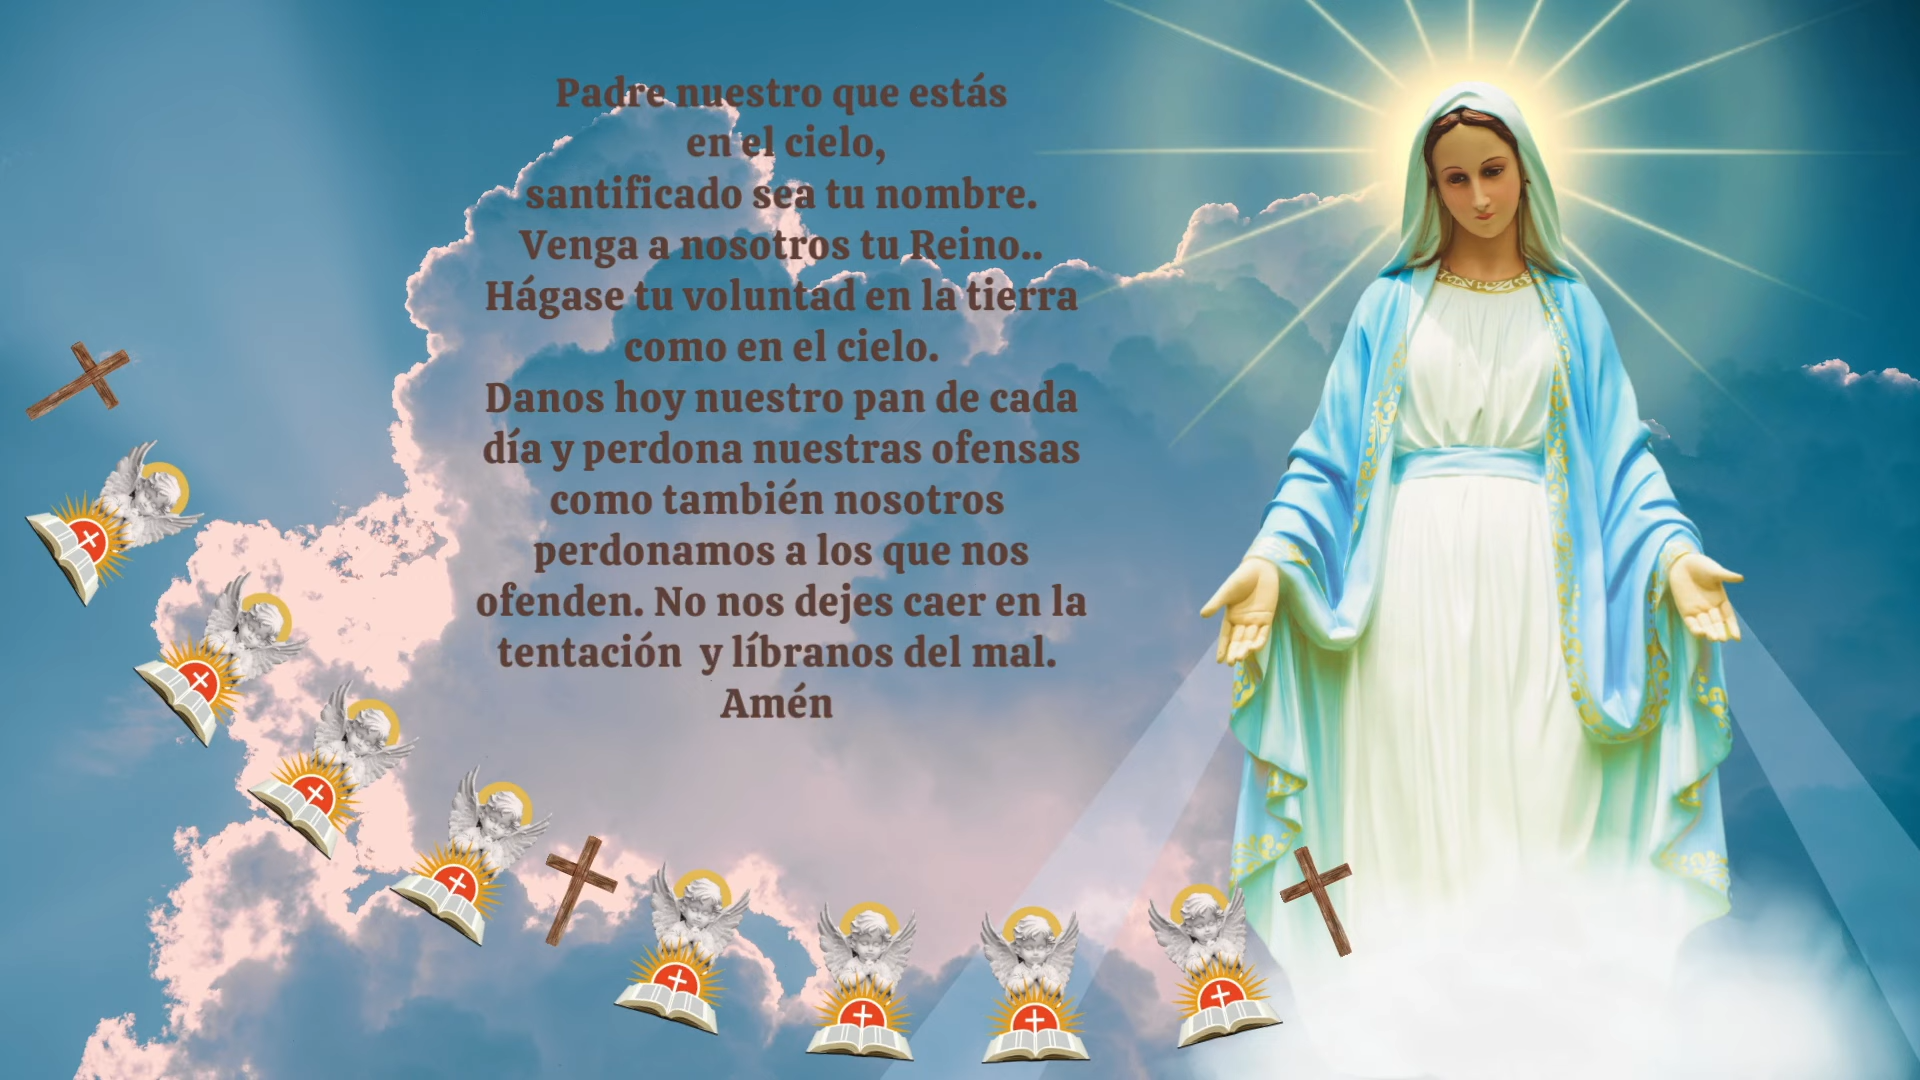 Padre nuestro que estás
en el cielo,
santificado sea tu nombre.
Venga a nosotros tu Reino..
Hágase tu voluntad en la tierra
como en el cielo.
Danos hoy nuestro pan de cada
día y perdona nuestras ofensas
como también nosotros
perdonamos a los que nos
ofenden. No nos dejes caer en la
tentación  y líbranos del mal.
Amén